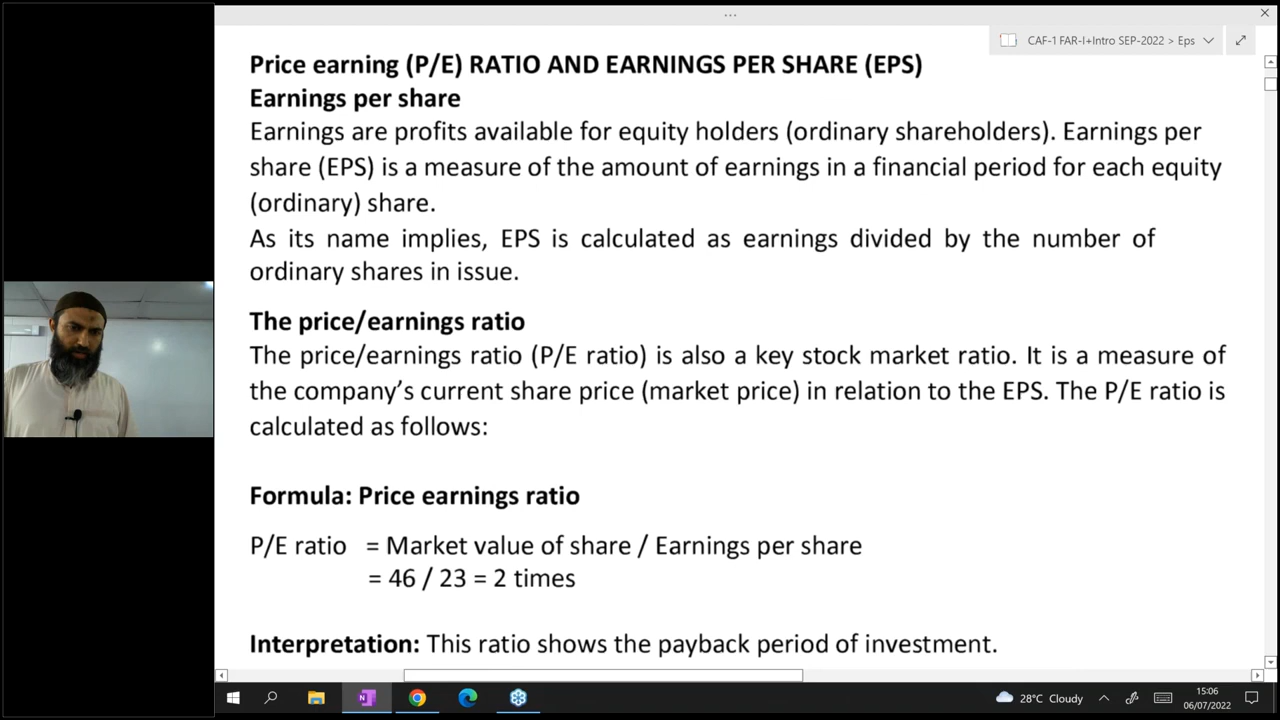 CAF-1 FAR-I+Intro SEP-2022 > Eps
Price earning (P/E) RATIO AND EARNINGS PER SHARE (EPS)
Earnings per share
Earnings are profits available for equity holders (ordinary shareholders). Earnings per
share (EPS) is a measure of the amount of earnings in a financial period for each equity
(ordinary) share.
As its name implies, EPS is calculated as earnings divided by the number of
ordinary shares in issue.
The price/earnings ratio
The price/earnings ratio (P/E ratio) is also a key stock market ratio. It is a measure of
the company’s current share price (market price) in relation to the EPS. The P/E ratio is
calculated as follows:
Formula: Price earnings ratio
P/E ratio = Market value of share / Earnings per share
= 46 / 23 = 2 times
Interpretation: This ratio shows the payback period of investment.
28°C Cloudy
15:06
06/07/2022